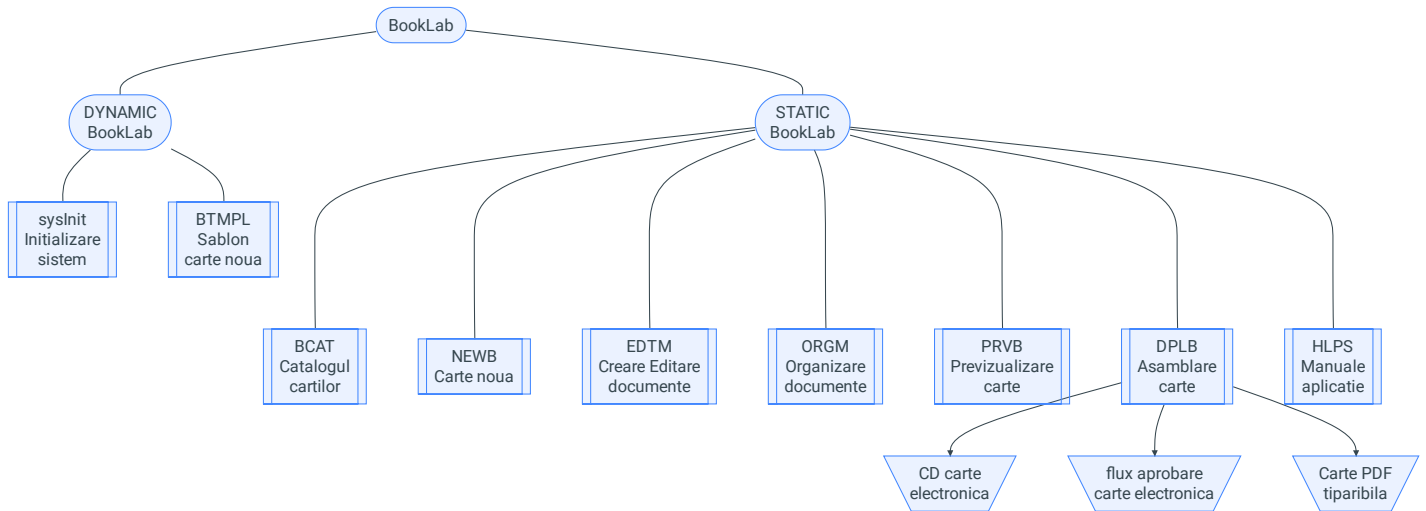 BookLab
DYNAMIC
BookLab
STATIC
BookLab
sysInit
Initializare
sistem
BTMPL
Sablon
carte noua
BCAT
Catalogul
cartilor
NEWB
Carte noua
EDTM
Creare Editare
documente
ORGM
Organizare
documente
PRVB
Previzualizare
carte
DPLB
Asamblare
carte
HLPS
Manuale
aplicatie
CD carte
electronica
flux aprobare
carte electronica
Carte PDF
tiparibila